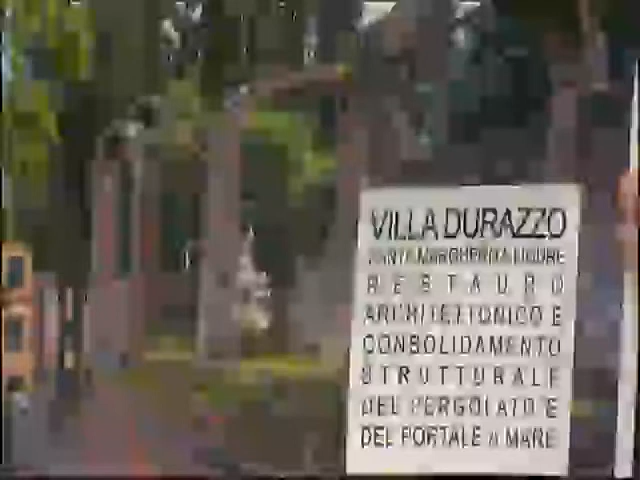 VILLA DURAZZO
SANTA MARGHERITA LIGURE
RESTAURO
ARCHITETTONICO E
CONSOLIDAMENTO
STRUTTURALE
DEL PERGOLATO E
DEL PORTALE A MARE